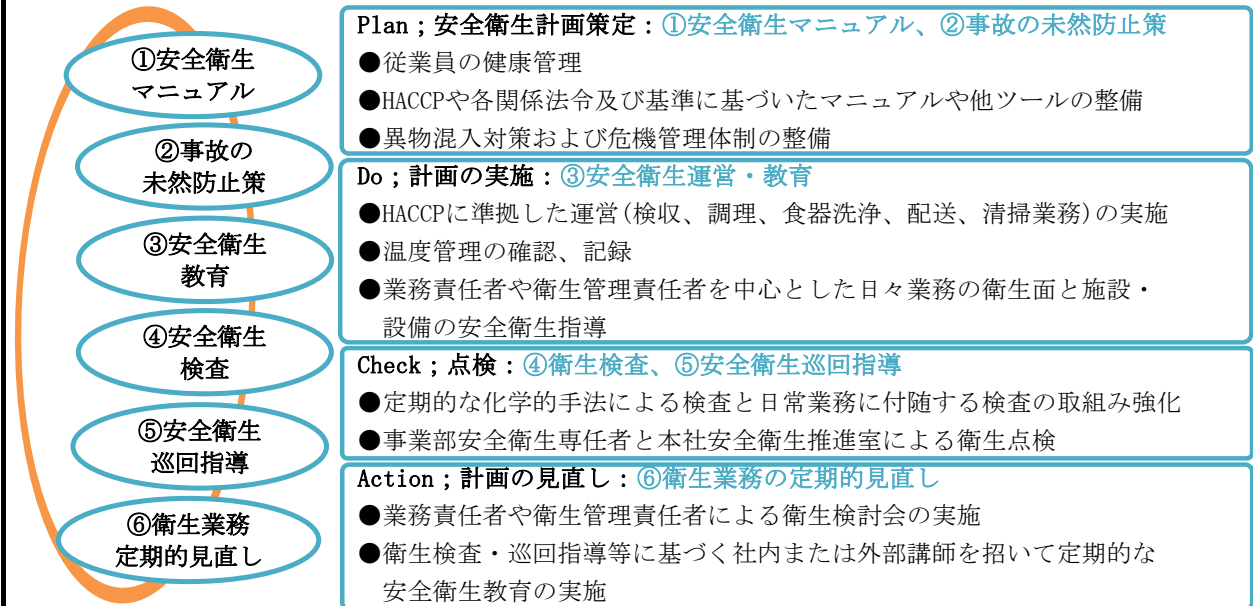 ①安全衛生
マニュアル
②事故の
未然防止策
③安全衛生
教育
④安全衛生
検査
⑤安全衛生
巡回指導
⑥衛生業務
定期的見直し
Plan；安全衛生計画策定：①安全衛生マニュアル、②事故の未然防止策
●従業員の健康管理
●HACCPや各関係法令及び基準に基づいたマニュアルや他ツールの整備
●異物混入対策および危機管理体制の整備
Do；計画の実施：③安全衛生運営・教育
●HACCPに準拠した運営(検収、調理、食器洗浄、配送、清掃業務)の実施
●温度管理の確認、記録
●業務責任者や衛生管理責任者を中心とした日々業務の衛生面と施設・
設備の安全衛生指導
Check；点検：④衛生検査、⑤安全衛生巡回指導
●定期的な化学的手法による検査と日常業務に付随する検査の取組み強化
●事業部安全衛生専任者と本社安全衛生推進室による衛生点検
Action；計画の見直し：⑥衛生業務の定期的見直し
●業務責任者や衛生管理責任者による衛生検討会の実施
●衛生検査・巡回指導等に基づく社内または外部講師を招いて定期的な
安全衛生教育の実施